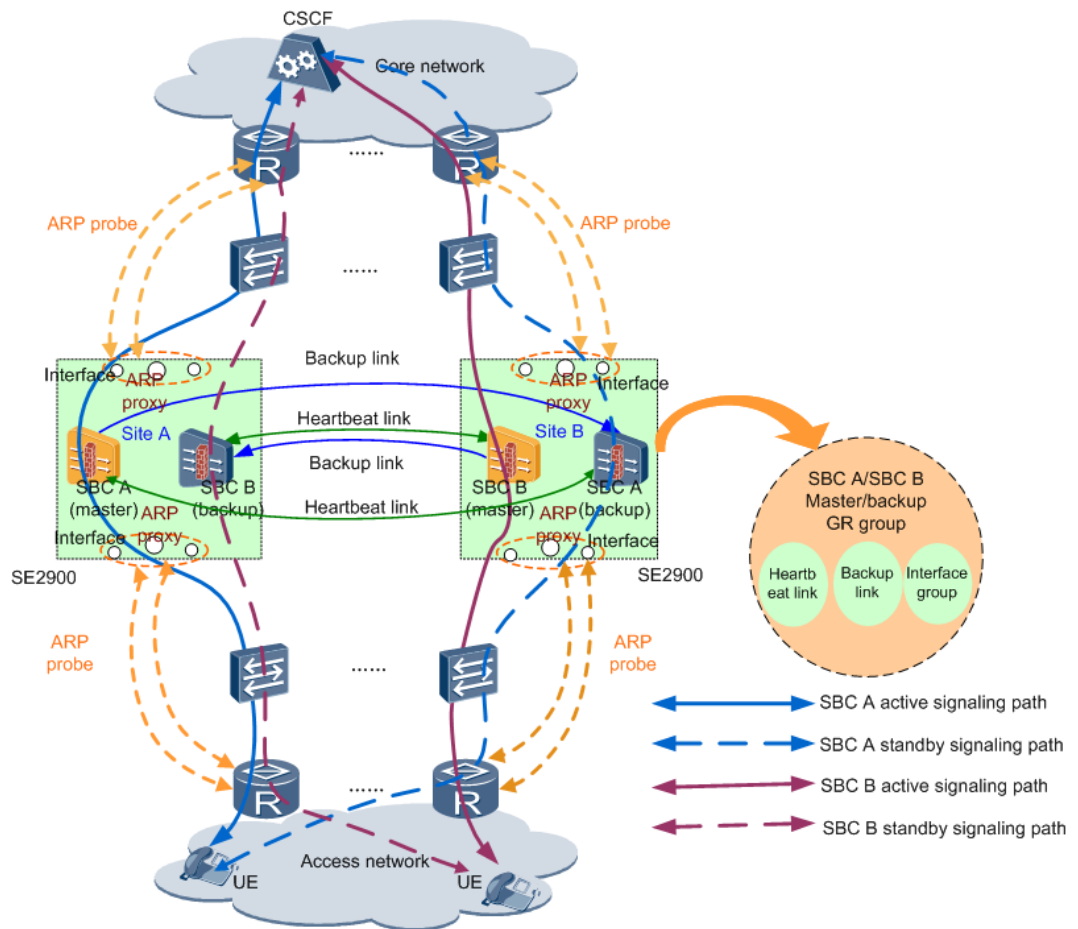 CSCF
Core network
......
R
R
ARP probe
ARP
probe
......
Backup link
Interface
ARP
proxy
ARP
proxy
Interface
Site A
Heartbeat link
Site B
Backup link
SBC A
(master)
SBC B
(backup)
SBC B
(master)
SBC A
(backup)
Heartbeat link
Interface
ARP
proxy
ARP
proxy
Interface
SE2900
SE2900
SBC A/SBC B
Master/backup
GR group
Heartb
eat link
Backup
link
Interface
group
ARP
probe
ARP
probe
......
......
R
R
Access network
UE
UE
SBC A active signaling path
SBC A standby signaling path
SBC B active signaling path
SBC B standby signaling path